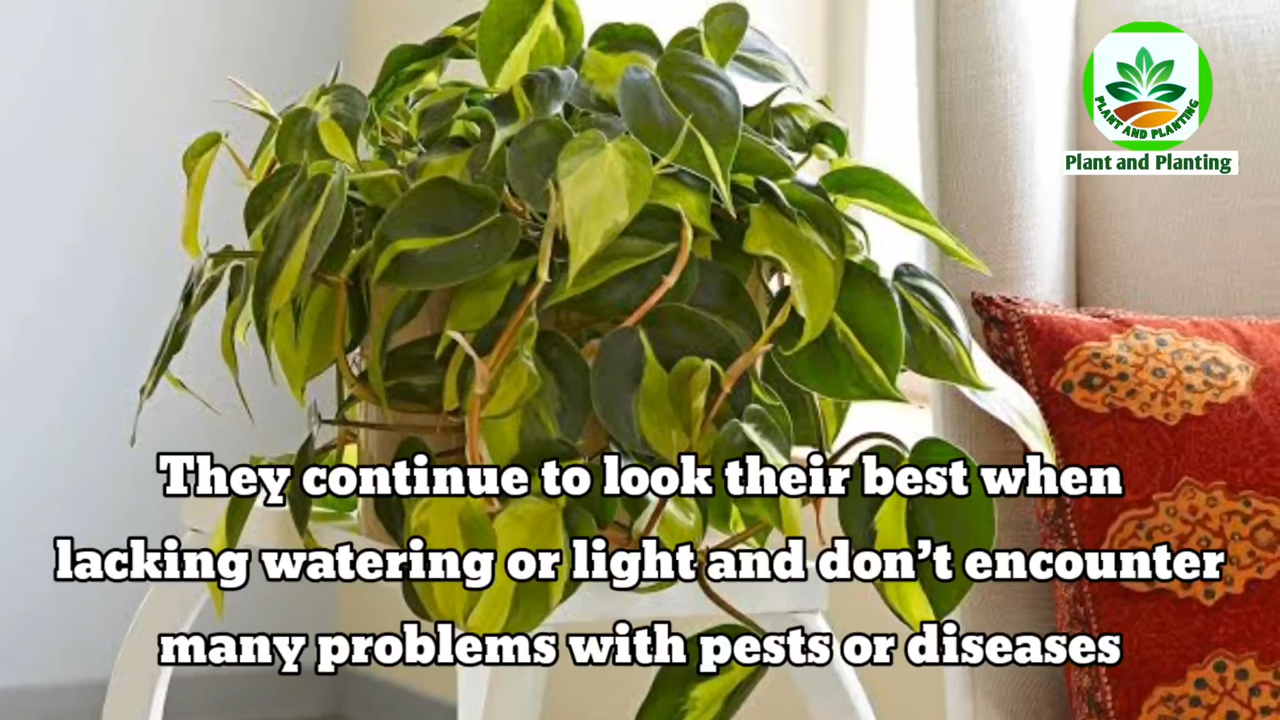 PLANT AND PLANTING
Plant and Planting
They continue to look their best when
lacking watering or light and don’t encounter
many problems with pests or diseases